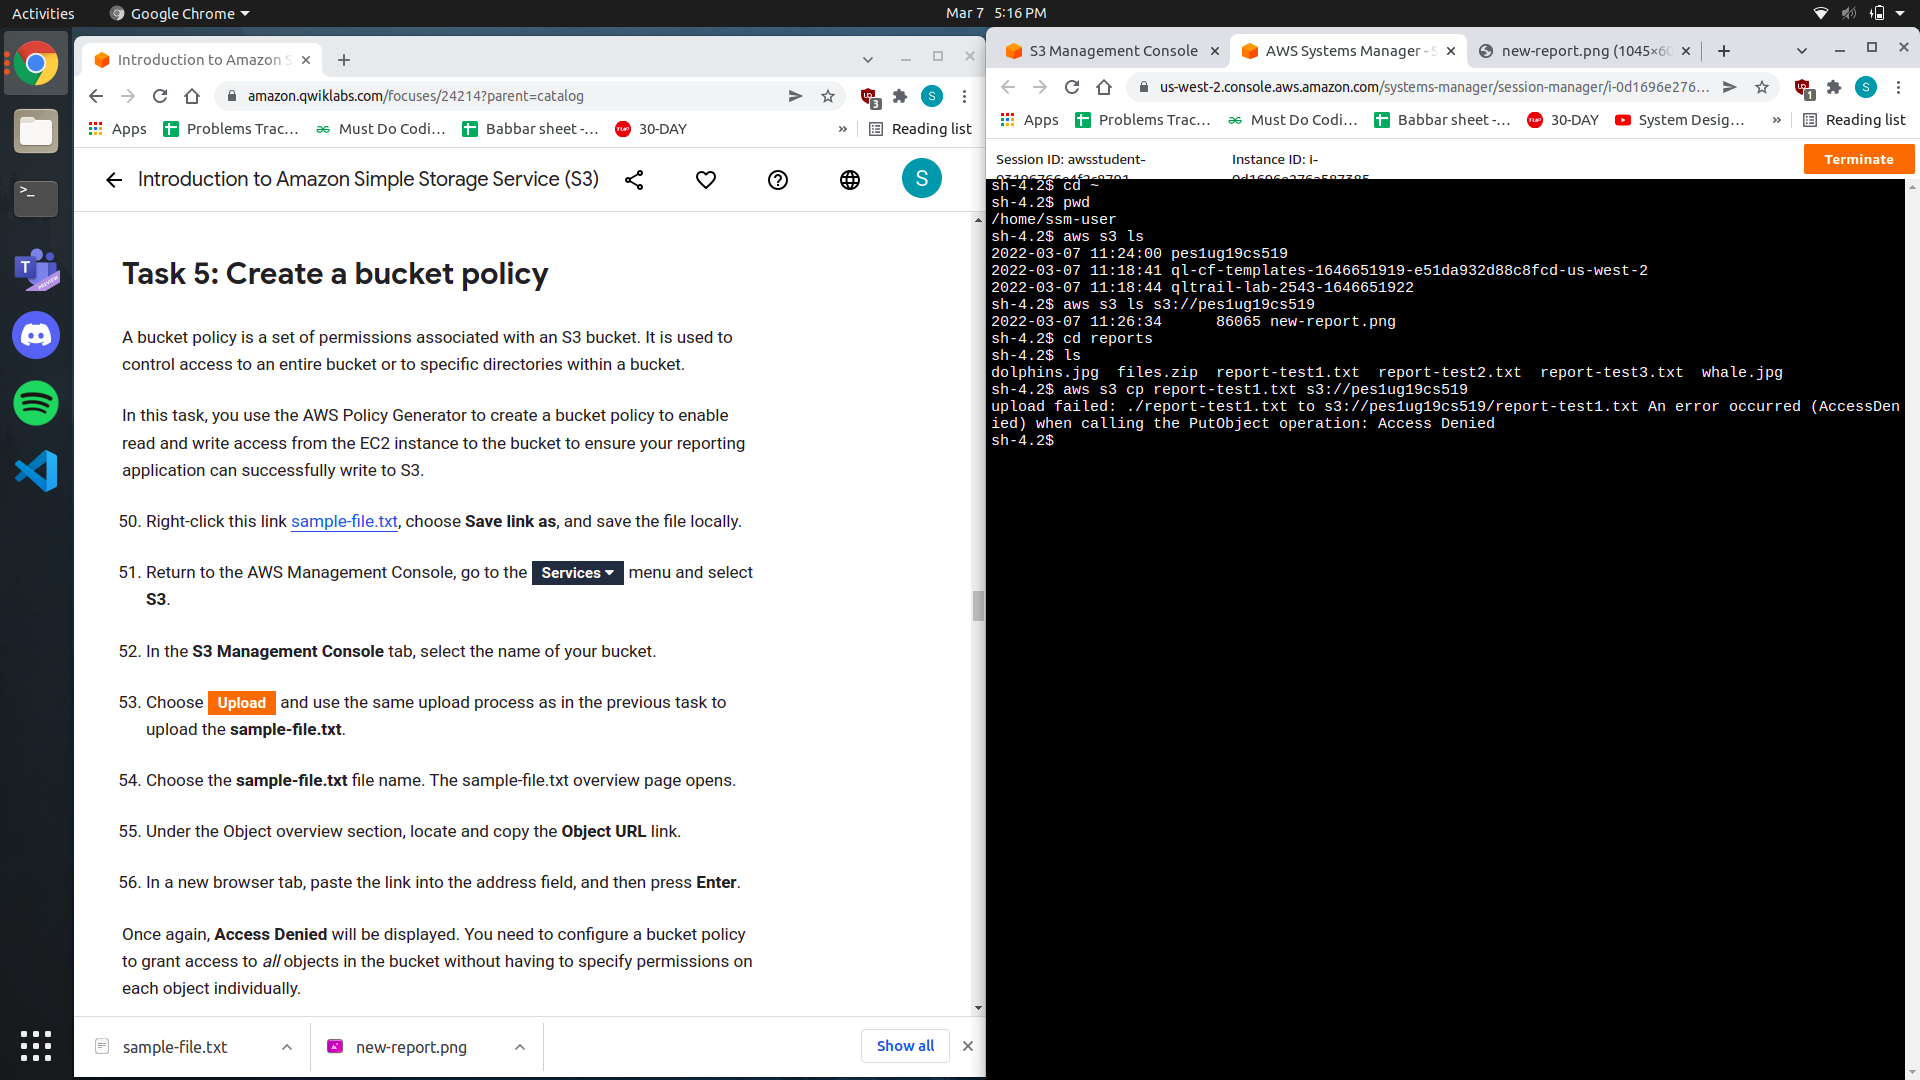 Activities
Google Chrome
Mar 7 5:16 PM
Introduction to Amazon S
amazon.qwiklabs.com/focuses/24214?parent=catalog
3
S
Apps
Problems Trac...
Must Do Codi...
Babbar sheet -...
30-DAY
»
Reading list
Introduction to Amazon Simple Storage Service (S3)
S
Task 5: Create a bucket policy
A bucket policy is a set of permissions associated with an S3 bucket. It is used to
control access to an entire bucket or to specific directories within a bucket.
In this task, you use the AWS Policy Generator to create a bucket policy to enable
read and write access from the EC2 instance to the bucket to ensure your reporting
application can successfully write to S3.
50. Right-click this link sample-file.txt, choose Save link as, and save the file locally.
51. Return to the AWS Management Console, go to the Services menu and select
S3.
52. In the S3 Management Console tab, select the name of your bucket.
53. Choose Upload and use the same upload process as in the previous task to
upload the sample-file.txt.
54. Choose the sample-file.txt file name. The sample-file.txt overview page opens.
55. Under the Object overview section, locate and copy the Object URL link.
56. In a new browser tab, paste the link into the address field, and then press Enter.
Once again, Access Denied will be displayed. You need to configure a bucket policy
to grant access to all objects in the bucket without having to specify permissions on
each object individually.
sample-file.txt
new-report.png
Show all
S3 Management Console
AWS Systems Manager - S
new-report.png (1045×60
us-west-2.console.aws.amazon.com/systems-manager/session-manager/i-0d1696e276...
1
S
Apps
Problems Trac...
Must Do Codi...
Babbar sheet -...
30-DAY
System Desig...
»
Reading list
Session ID: awsstudent-
Instance ID: i-
Terminate
sh-4.2$ cd ~
sh-4.2$ pwd
/home/ssm-user
sh-4.2$ aws s3 ls
2022-03-07 11:24:00 pes1ug19cs519
2022-03-07 11:18:41 ql-cf-templates-1646651919-e51da932d88c8fcd-us-west-2
2022-03-07 11:18:44 qltrail-lab-2543-1646651922
sh-4.2$ aws s3 ls s3://pes1ug19cs519
2022-03-07 11:26:34 86065 new-report.png
sh-4.2$ cd reports
sh-4.2$ ls
dolphins.jpg files.zip report-test1.txt report-test2.txt report-test3.txt whale.jpg
sh-4.2$ aws s3 cp report-test1.txt s3://pes1ug19cs519
upload failed: ./report-test1.txt to s3://pes1ug19cs519/report-test1.txt An error occurred (AccessDen
ied) when calling the PutObject operation: Access Denied
sh-4.2$